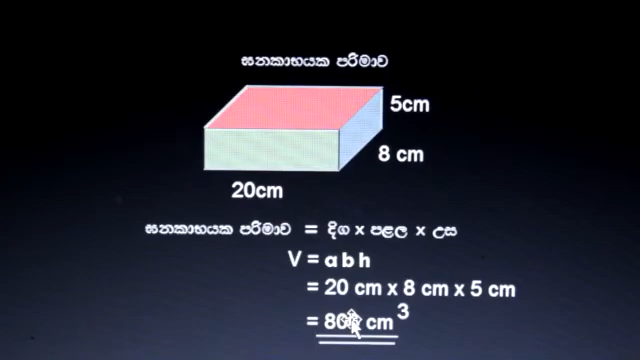 ඝනකාභයක පරිමාව
5cm
8 cm
20cm
ඝනකාභයක පරිමාව = දිග x පළල x උස
V = a b h
= 20 cm x 8 cm x 5 cm
= cm³